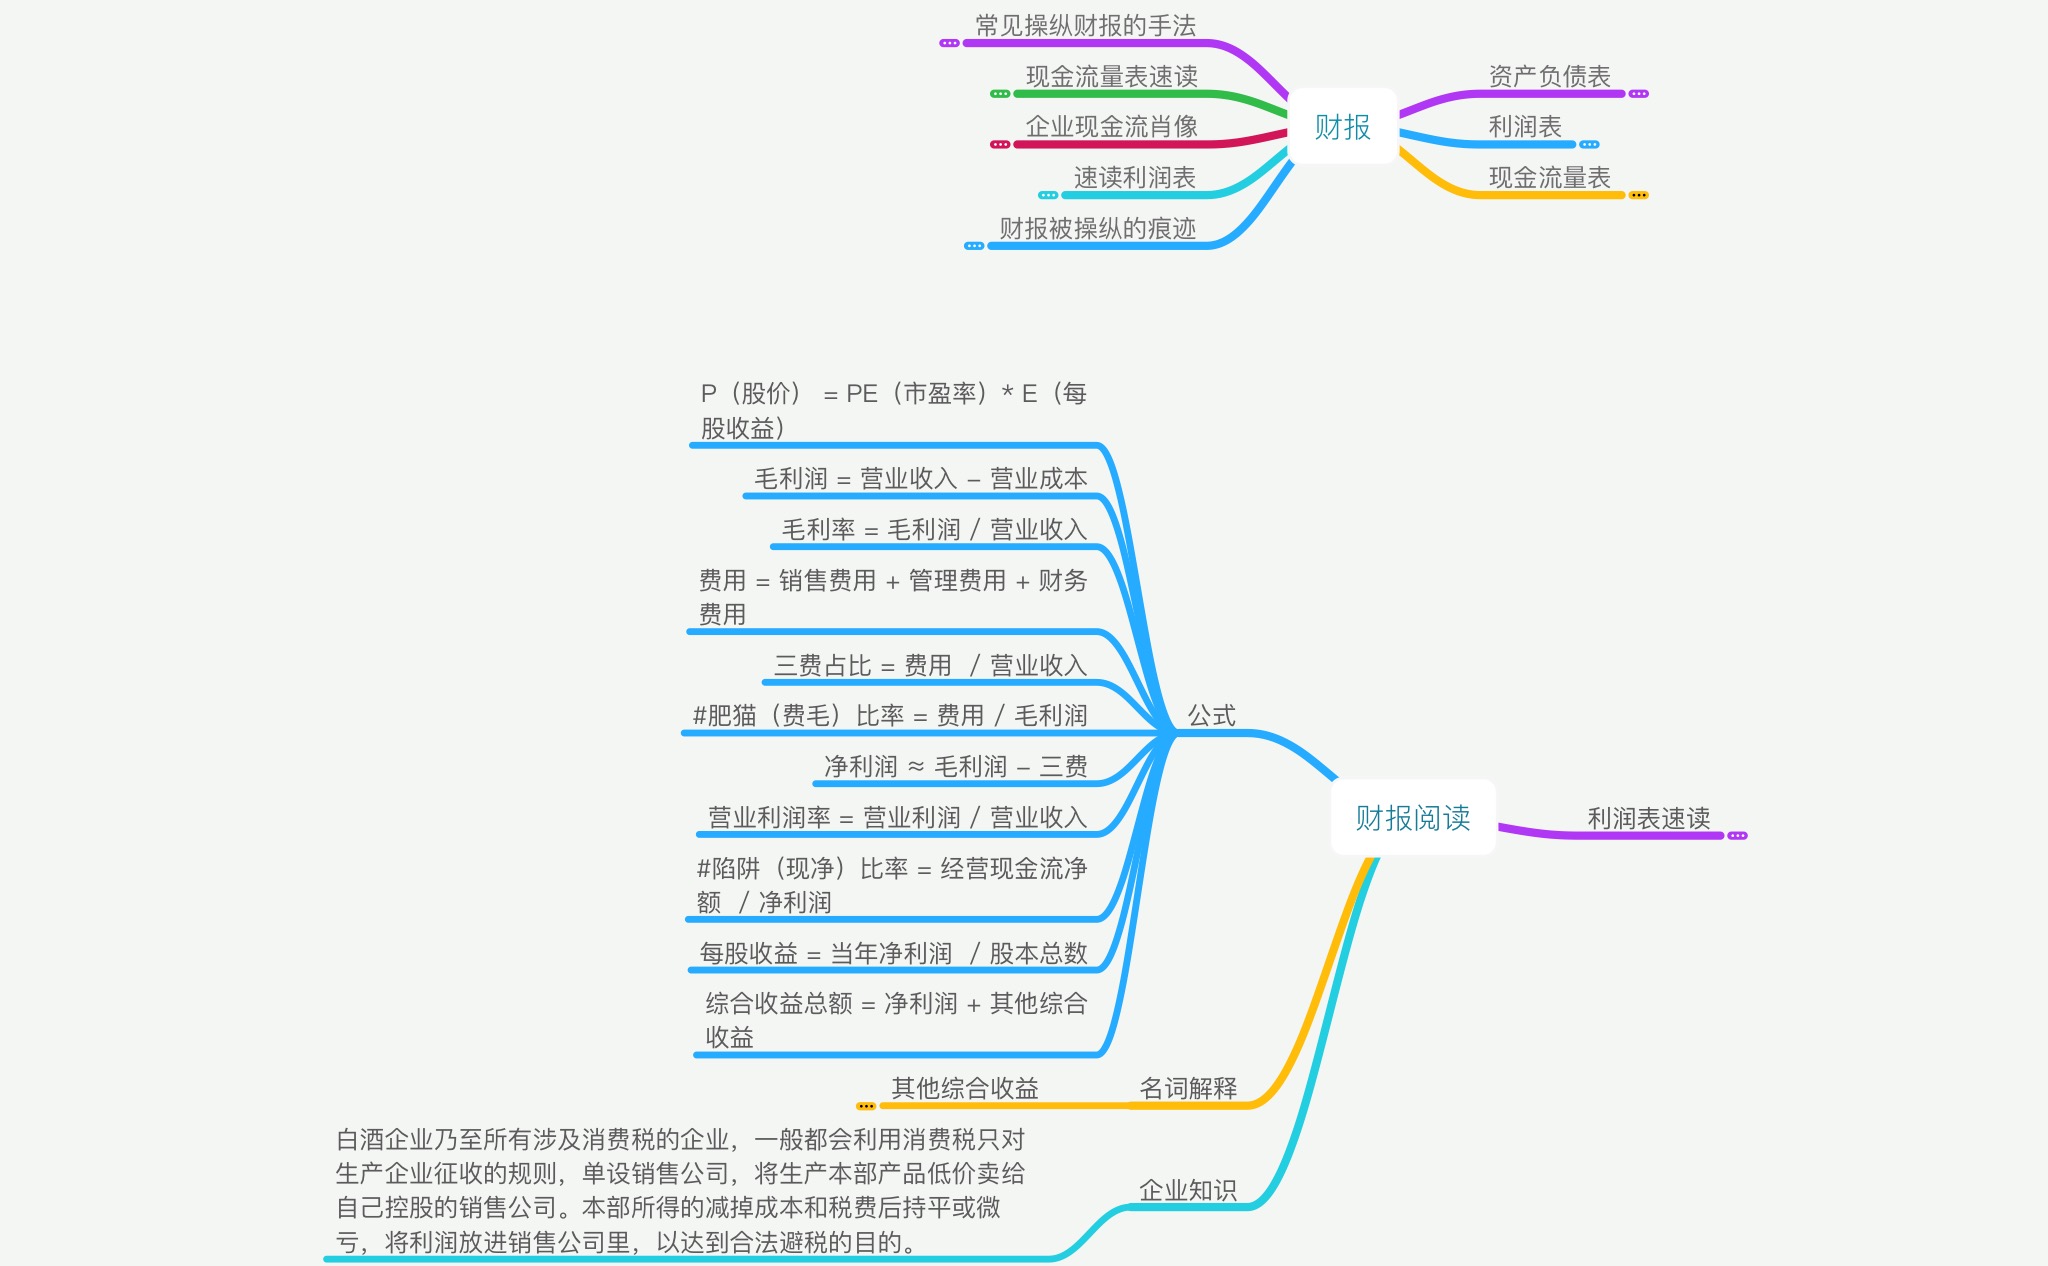 常见操纵财报的手法
现金流量表速读
企业现金流肖像
速读利润表
财报被操纵的痕迹
财报
资产负债表
利润表
现金流量表
P（股价） = PE（市盈率）* E（每
股收益）
毛利润 = 营业收入 – 营业成本
毛利率 = 毛利润 / 营业收入
费用 = 销售费用 + 管理费用 + 财务
费用
三费占比 = 费用  / 营业收入
#肥猫（费毛）比率 = 费用 / 毛利润
净利润 ≈ 毛利润 – 三费
营业利润率 = 营业利润 / 营业收入
#陷阱（现净）比率 = 经营现金流净
额  / 净利润
每股收益 = 当年净利润  / 股本总数
综合收益总额 = 净利润 + 其他综合
收益
公式
财报阅读
利润表速读
其他综合收益
名词解释
白酒企业乃至所有涉及消费税的企业，一般都会利用消费税只对
生产企业征收的规则，单设销售公司，将生产本部产品低价卖给
自己控股的销售公司。本部所得的减掉成本和税费后持平或微
亏，将利润放进销售公司里，以达到合法避税的目的。
企业知识